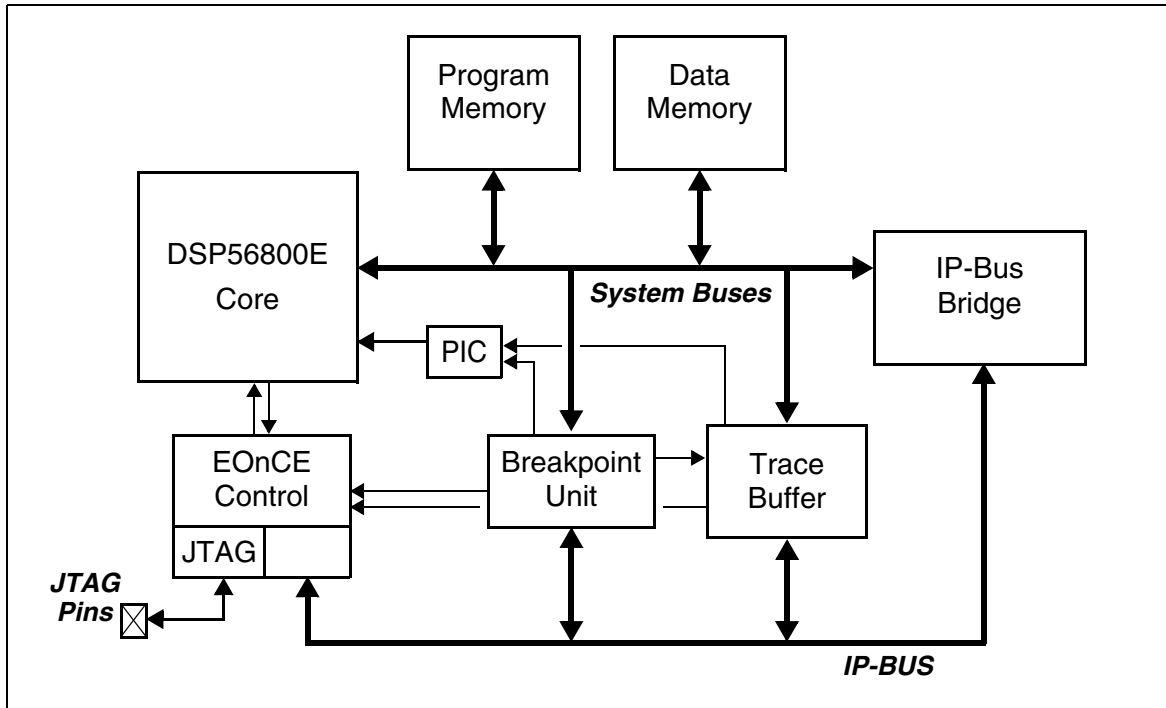 Program
Memory
Data
Memory
DSP56800E
Core
System Buses
IP-Bus
Bridge
PIC
EOnCE
Control
Breakpoint
Unit
Trace
Buffer
JTAG
JTAG
Pins
IP-BUS